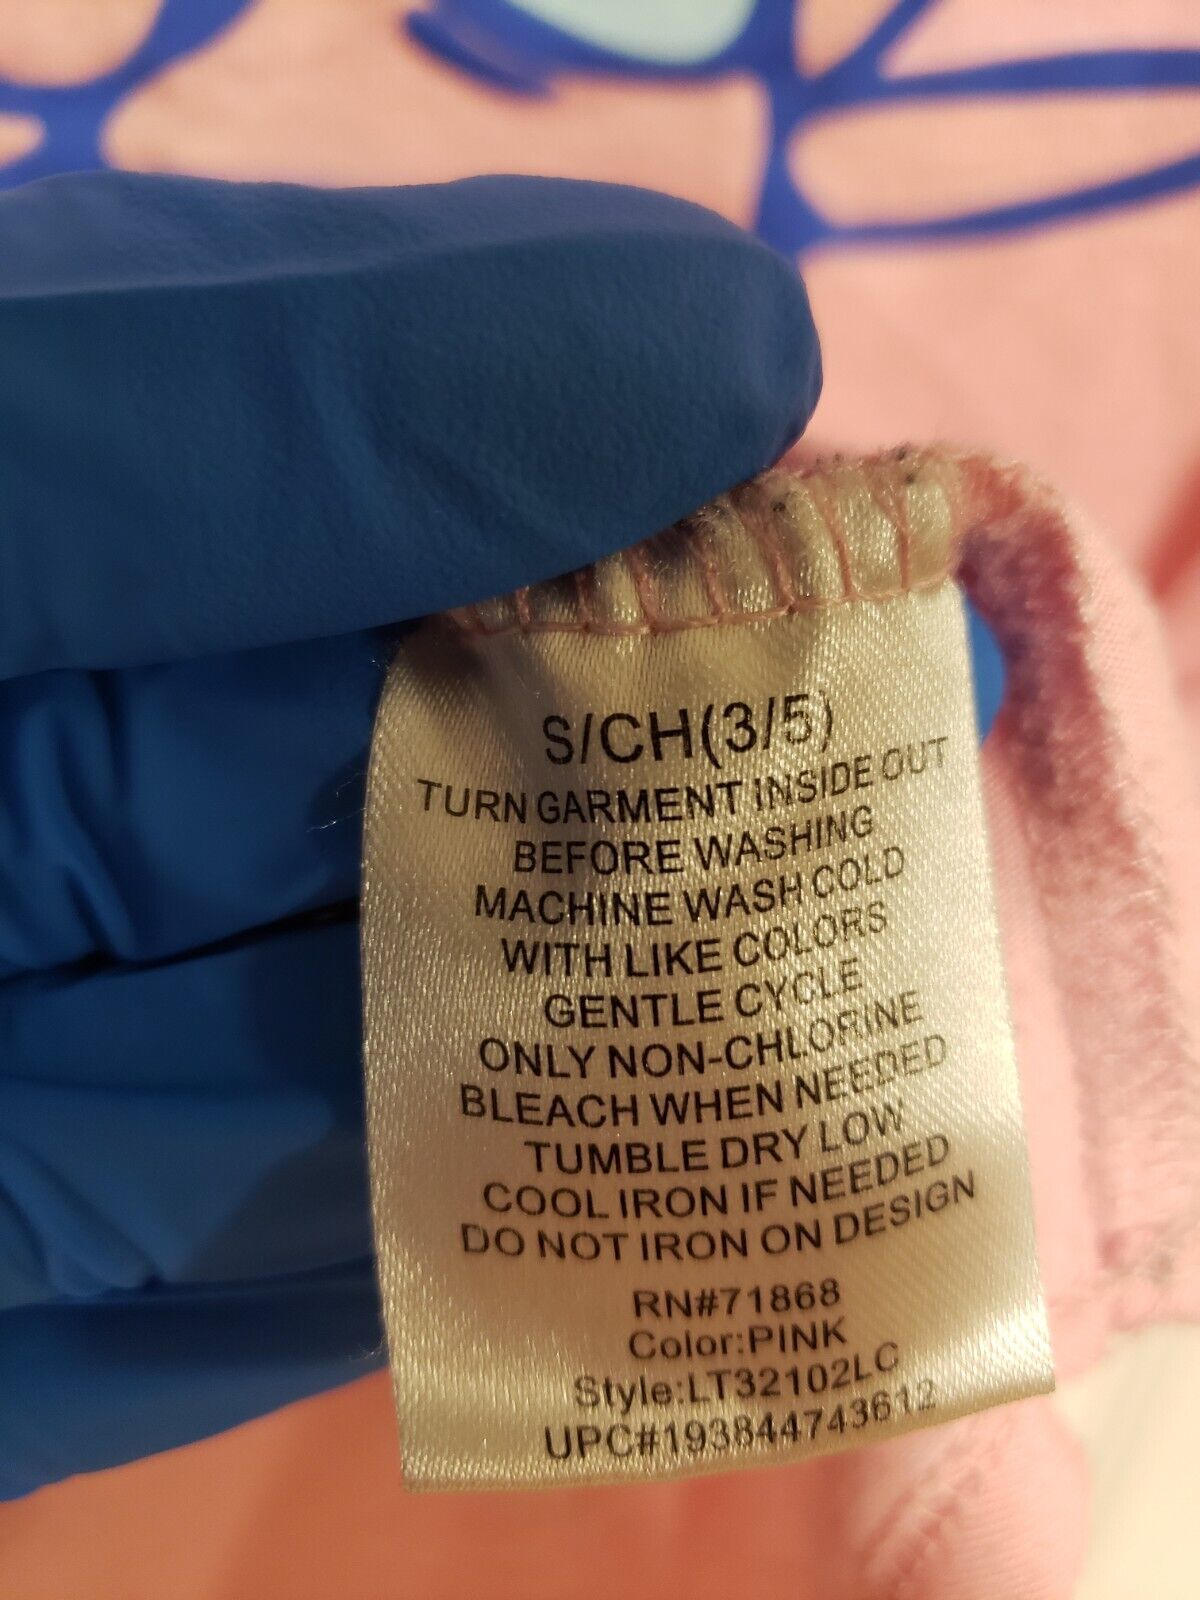 S/CH(3/5)
TURN GARMENT INSIDE OUT
BEFORE WASHING
MACHINE WASH COLD
WITH LIKE COLORS
GENTLE CYCLE
ONLY NON-CHLORINE
BLEACH WHEN NEEDED
TUMBLE DRY LOW
COOL IRON IF NEEDED
DO NOT IRON ON DESIGN
RN#71868
Color:PINK
Style:LT32102LC
UPC#193844743612